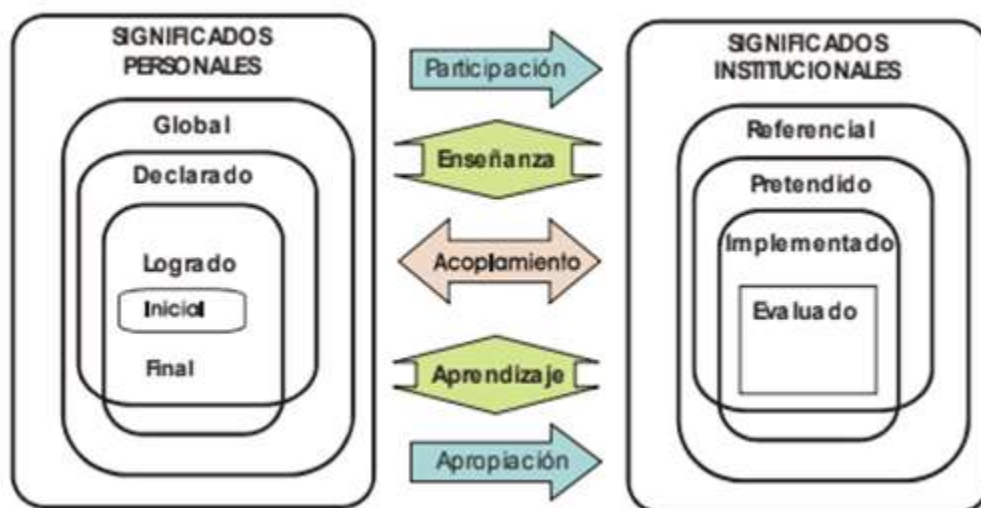 SIGNIFICADOS
PERSONALES
Global
Declarado
Logrado
Inicial
Final
Participación
Enseñanza
Acoplamiento
Aprendizaje
Apropiación
SIGNIFICADOS
INSTITUCIONALES
Referencial
Pretendido
Implementado
Evaluado